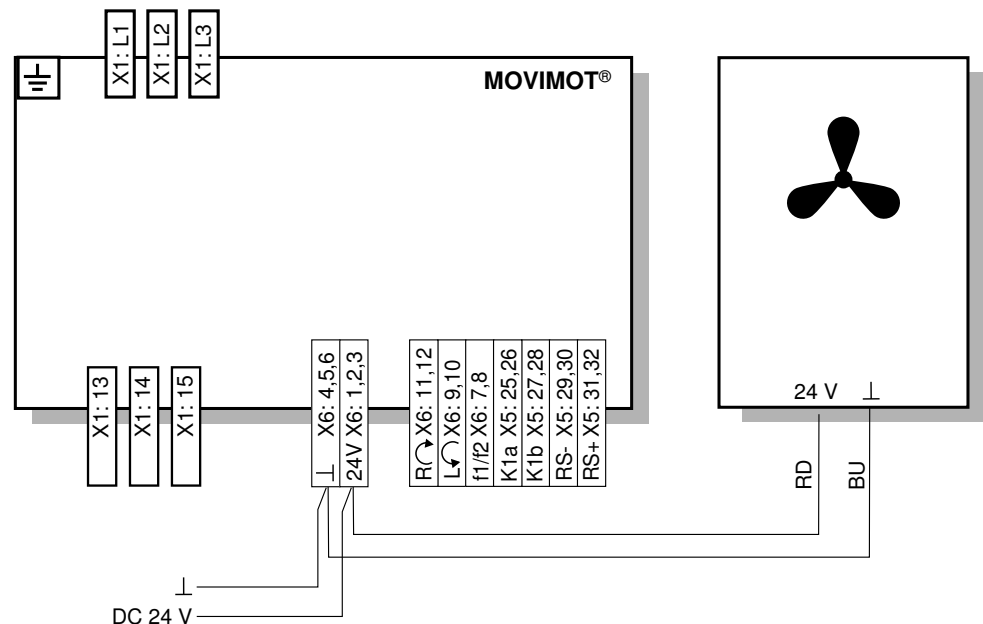 X1: L1
X1: L2
X1: L3
MOVIMOT®
X1: 13
X1: 14
X1: 15
⊥ X6: 4,5,6
24V X6: 1,2,3
R X6: 11,12
L X6: 9,10
f1/f2 X6: 7,8
K1a X5: 25,26
K1b X5: 27,28
RS- X5: 29,30
RS+ X5: 31,32
24 V ⊥
RD
BU
⊥
DC 24 V